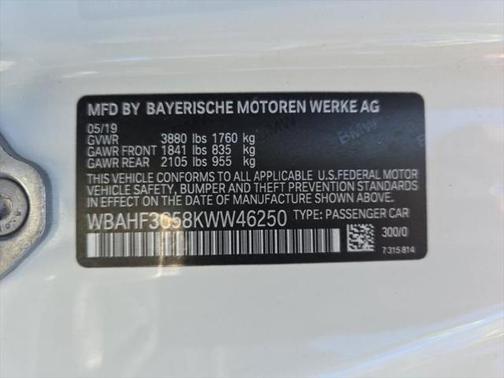 MFD BY BAYERISCHE MOTOREN WERKE AG
05/19
GVWR 3880 lbs 1760 kg
GAWR FRONT 1841 lbs 835 kg
GAWR REAR 2105 lbs 955 kg
THIS VEHICLE CONFORMS TO ALL APPLICABLE U.S.FEDERAL MOTOR
VEHICLE SAFETY, BUMPER AND THEFT PREVENTION STANDARDS IN
EFFECT ON THE DATE OF MANUFACTURE SHOWN ABOVE.
WBAHF3C58KWW46250 TYPE: PASSENGER CAR
300/0
7315814